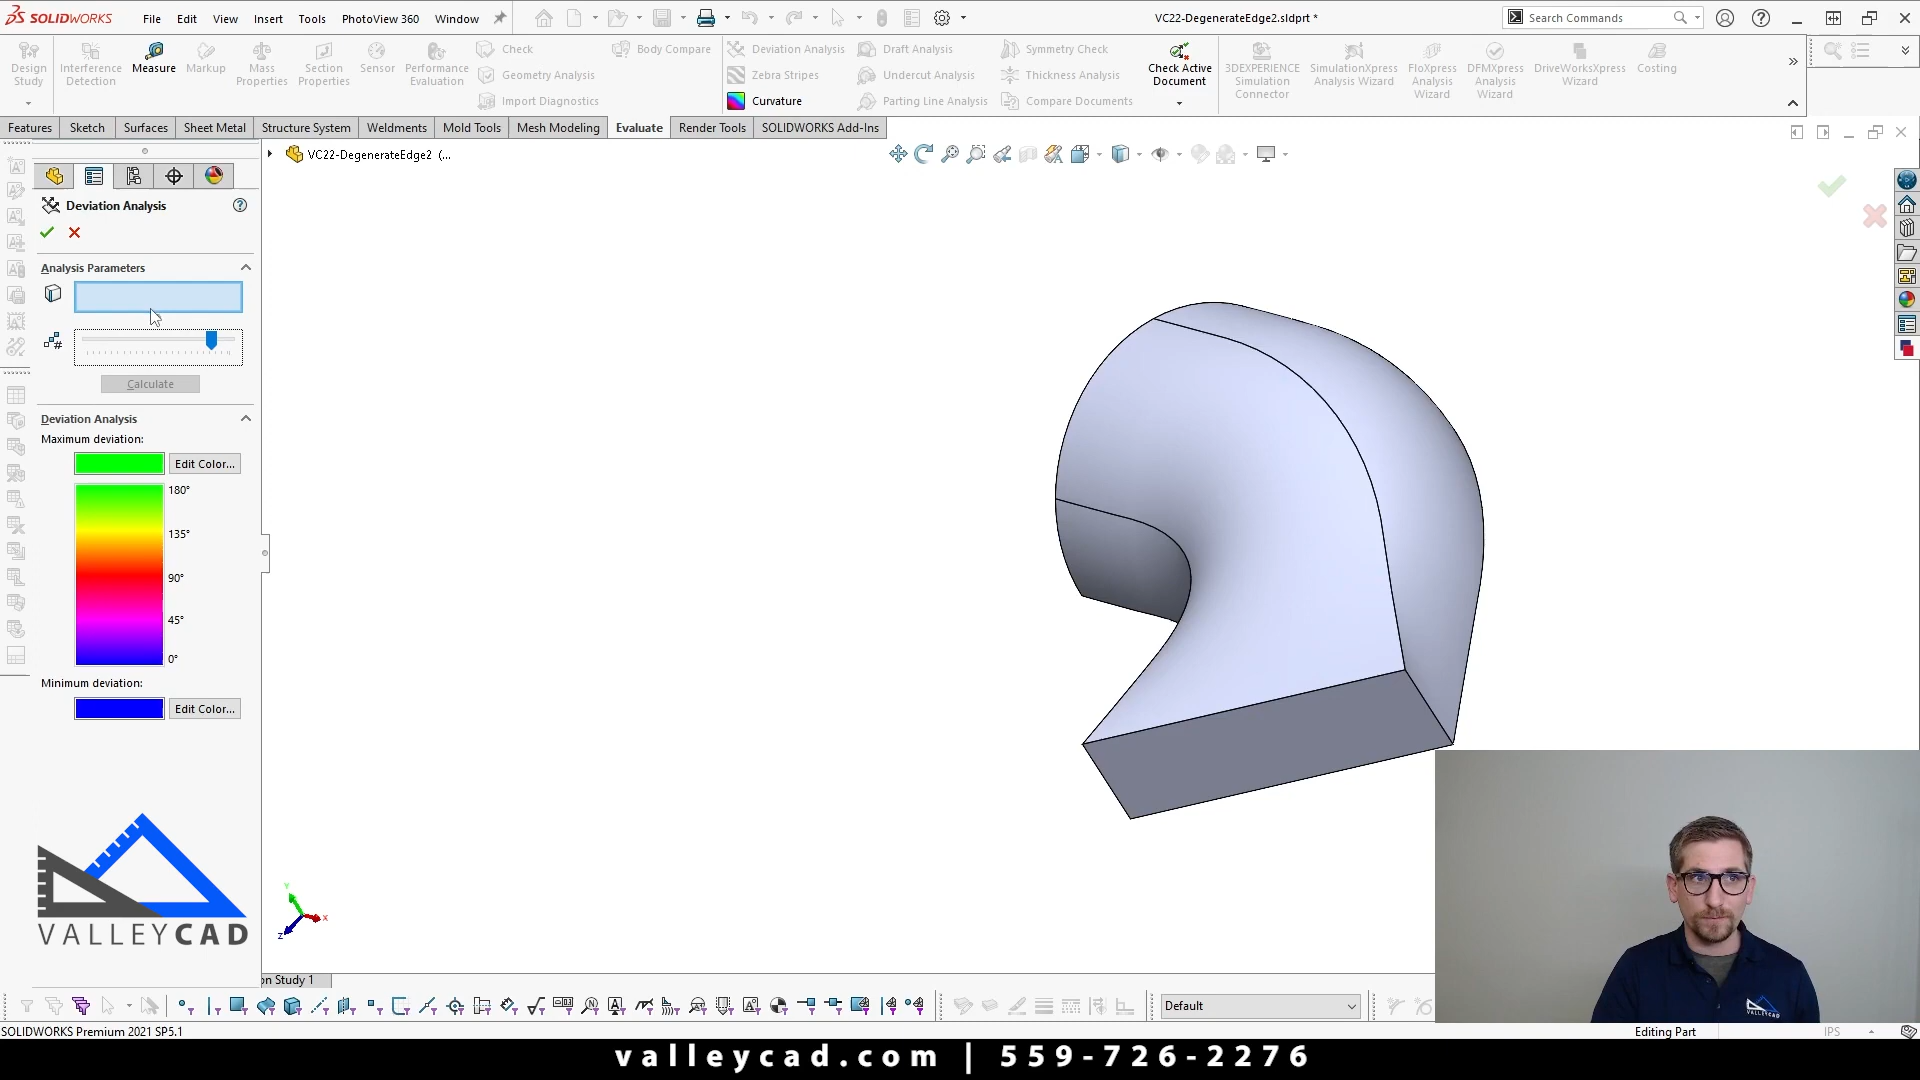 SOLIDWORKS File Edit View Insert Tools PhotoView 360 Window
VC22-DegenerateEdge2.sldprt *
Search Commands
Design Study
Interference Detection
Measure
Markup
Mass Properties
Section Properties
Sensor
Performance Evaluation
Check
Geometry Analysis
Import Diagnostics
Body Compare
Deviation Analysis
Zebra Stripes
Curvature
Draft Analysis
Undercut Analysis
Parting Line Analysis
Symmetry Check
Thickness Analysis
Compare Documents
Check Active Document
3DEXPERIENCE Simulation Connector
SimulationXpress Analysis Wizard
FloXpress Analysis Wizard
DFMXpress Analysis Wizard
DriveWorksXpress Wizard
Costing
Features Sketch Surfaces Sheet Metal Structure System Weldments Mold Tools Mesh Modeling Evaluate Render Tools SOLIDWORKS Add-Ins
VC22-DegenerateEdge2 (...
Deviation Analysis
Analysis Parameters
Calculate
Deviation Analysis
Maximum deviation:
Edit Color...
180°
135°
90°
45°
0°
Minimum deviation:
Edit Color...
VALLEYCAD
Y
X
Z
on Study 1
Default
SOLIDWORKS Premium 2021 SP5.1
Editing Part
IPS
valleycad.com | 559-726-2276